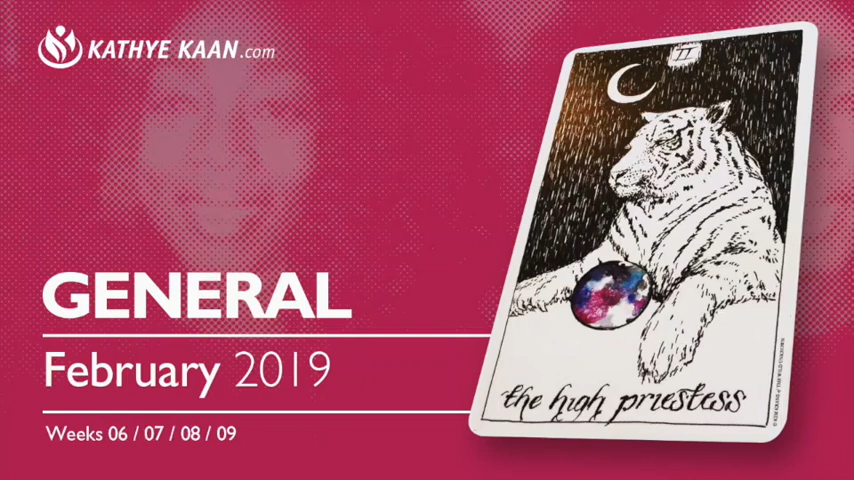 KATHYE KAAN.com
GENERAL
February 2019
Weeks 06 / 07 / 08 / 09
II
the high priestess